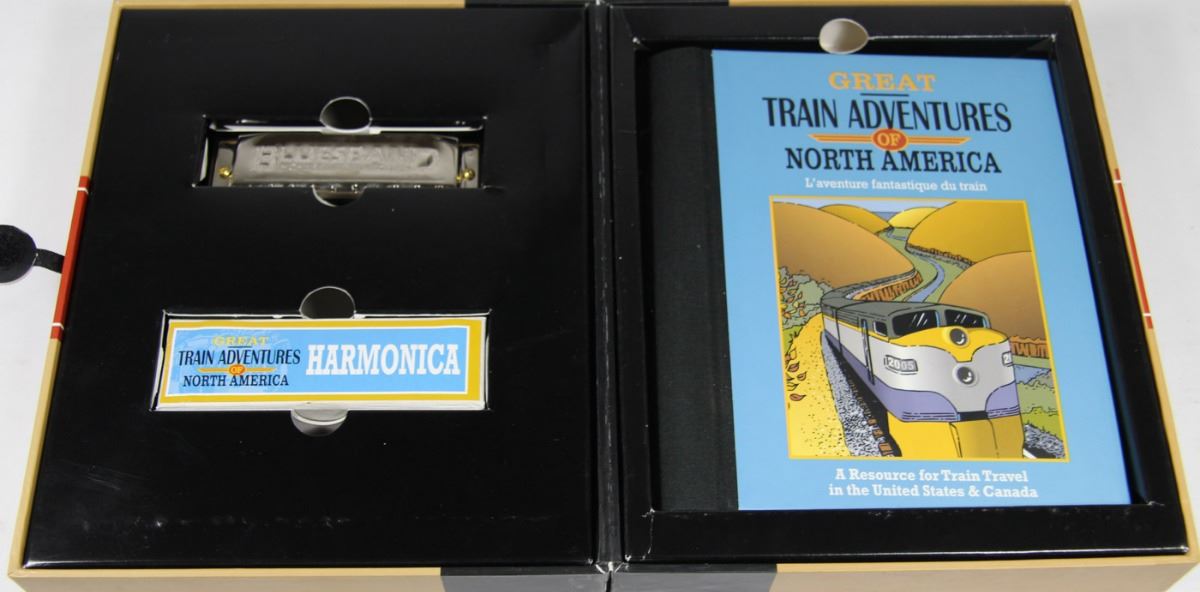 BLUESBAND
GREAT
TRAIN ADVENTURES
OF
NORTH AMERICA
HARMONICA
GREAT
TRAIN ADVENTURES
OF
NORTH AMERICA
L'aventure fantastique du train
2005
A Resource for Train Travel
in the United States & Canada